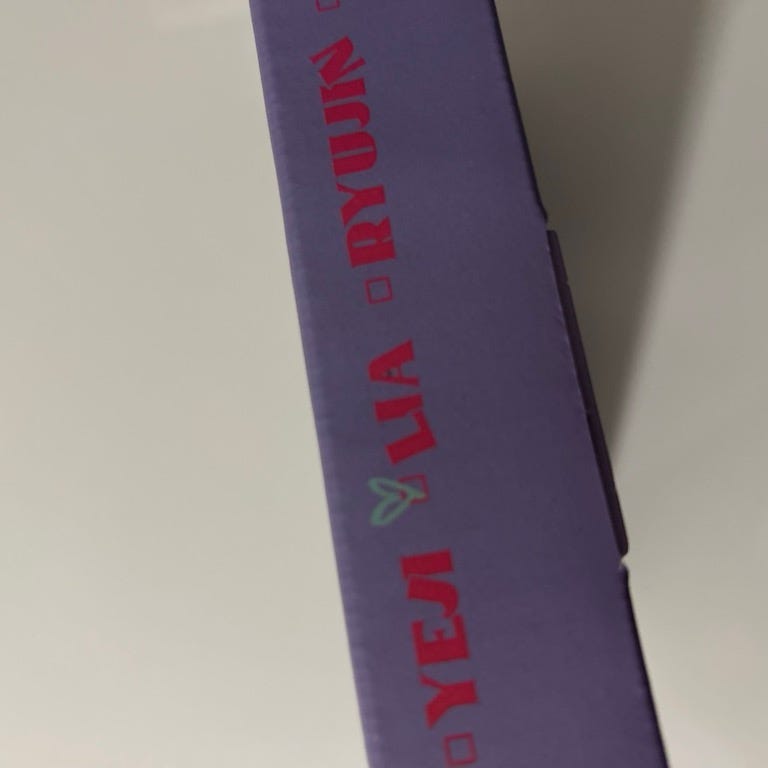 □ YEJI □ LIA □ RYUJIN □